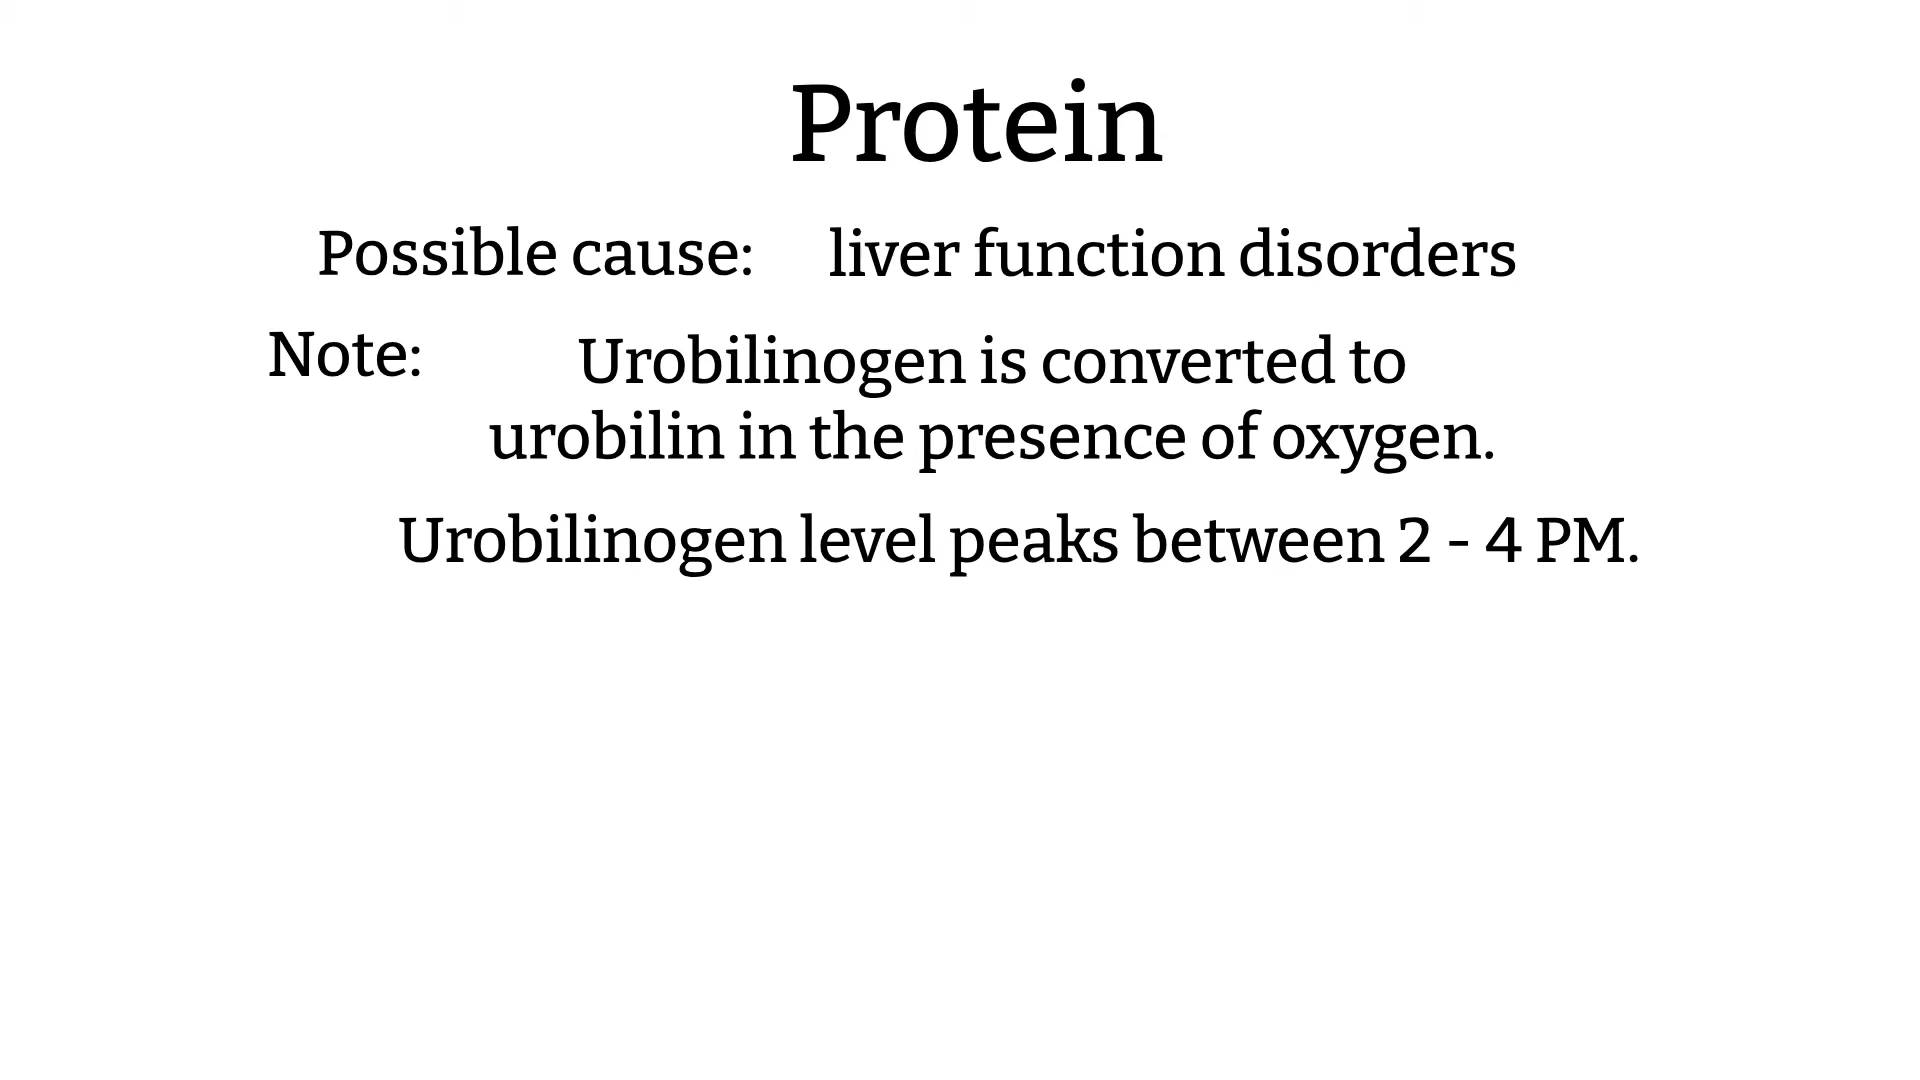 Protein
Possible cause: liver function disorders
Note: Urobilinogen is converted to
urobilin in the presence of oxygen.
Urobilinogen level peaks between 2 - 4 PM.